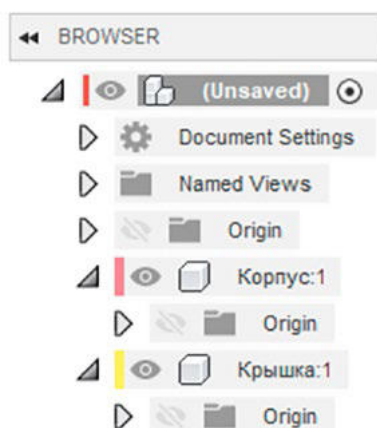 BROWSER
(Unsaved)
Document Settings
Named Views
Origin
Корпус:1
Origin
Крышка:1
Origin